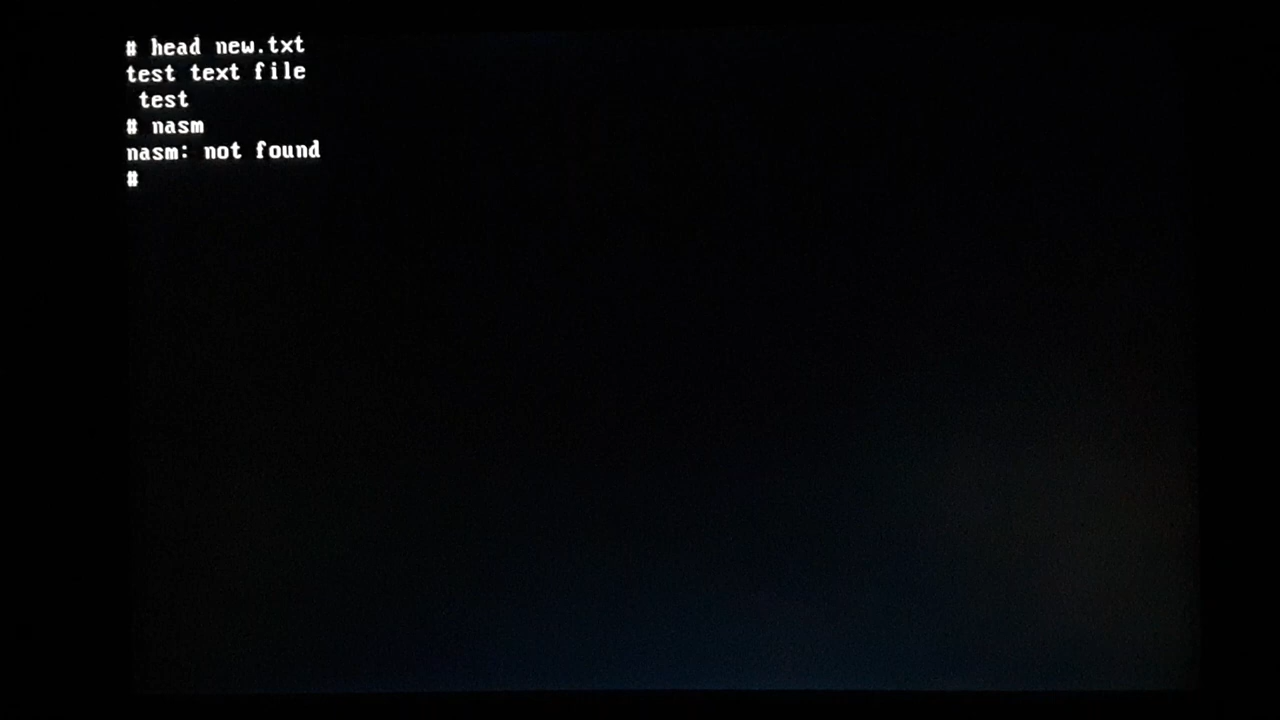 # head new.txt
test text file
 test
# nasm
nasm: not found
#